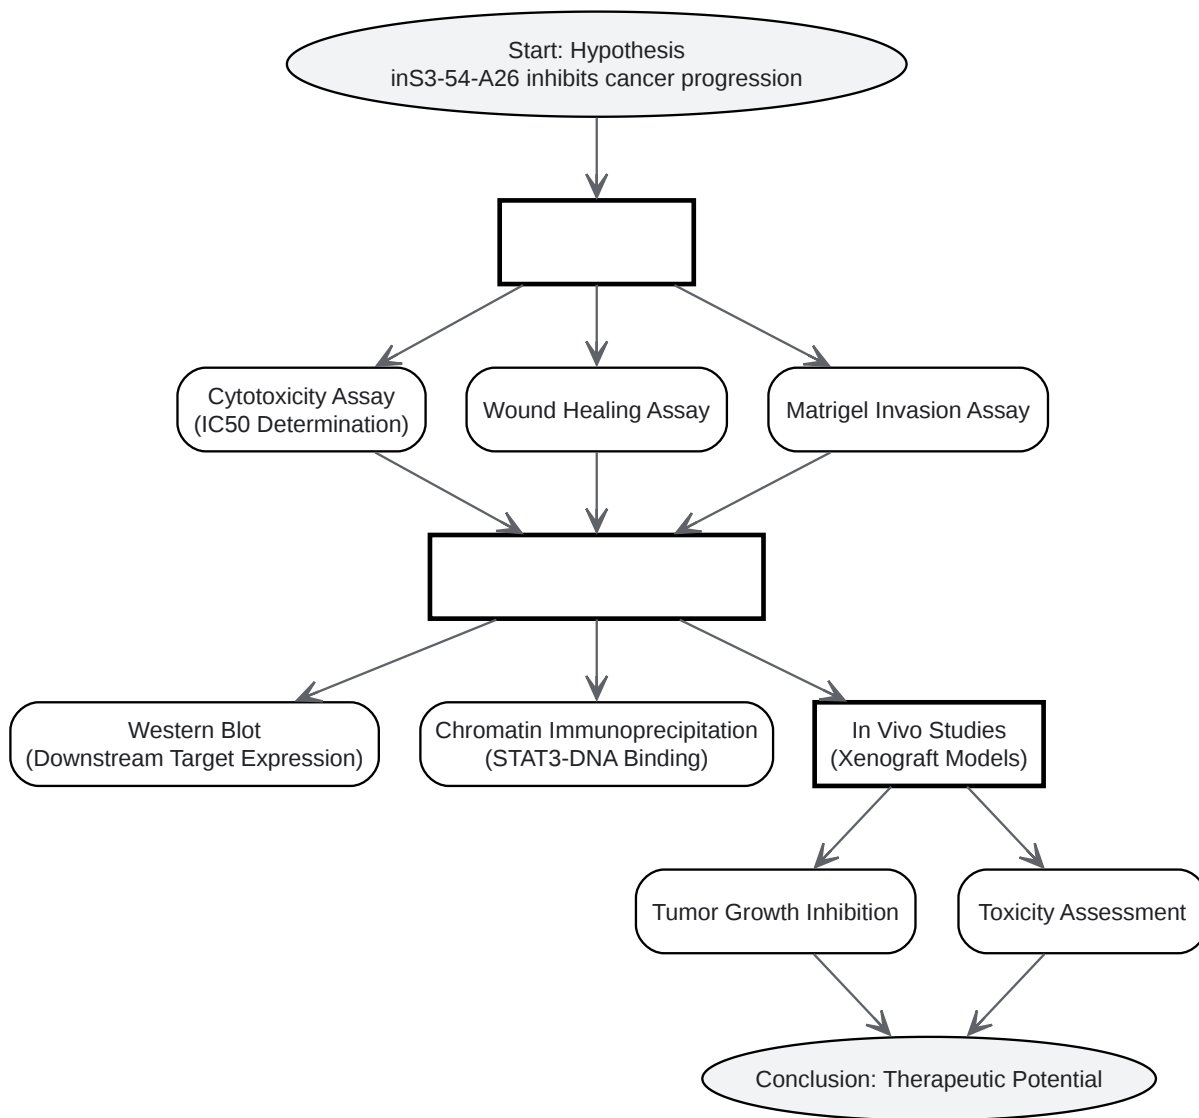 Start: Hypothesis
inS3-54-A26 inhibits cancer progression
Cytotoxicity Assay
(IC50 Determination)
Wound Healing Assay
Matrigel Invasion Assay
Western Blot
(Downstream Target Expression)
Chromatin Immunoprecipitation
(STAT3-DNA Binding)
In Vivo Studies
(Xenograft Models)
Tumor Growth Inhibition
Toxicity Assessment
Conclusion: Therapeutic Potential